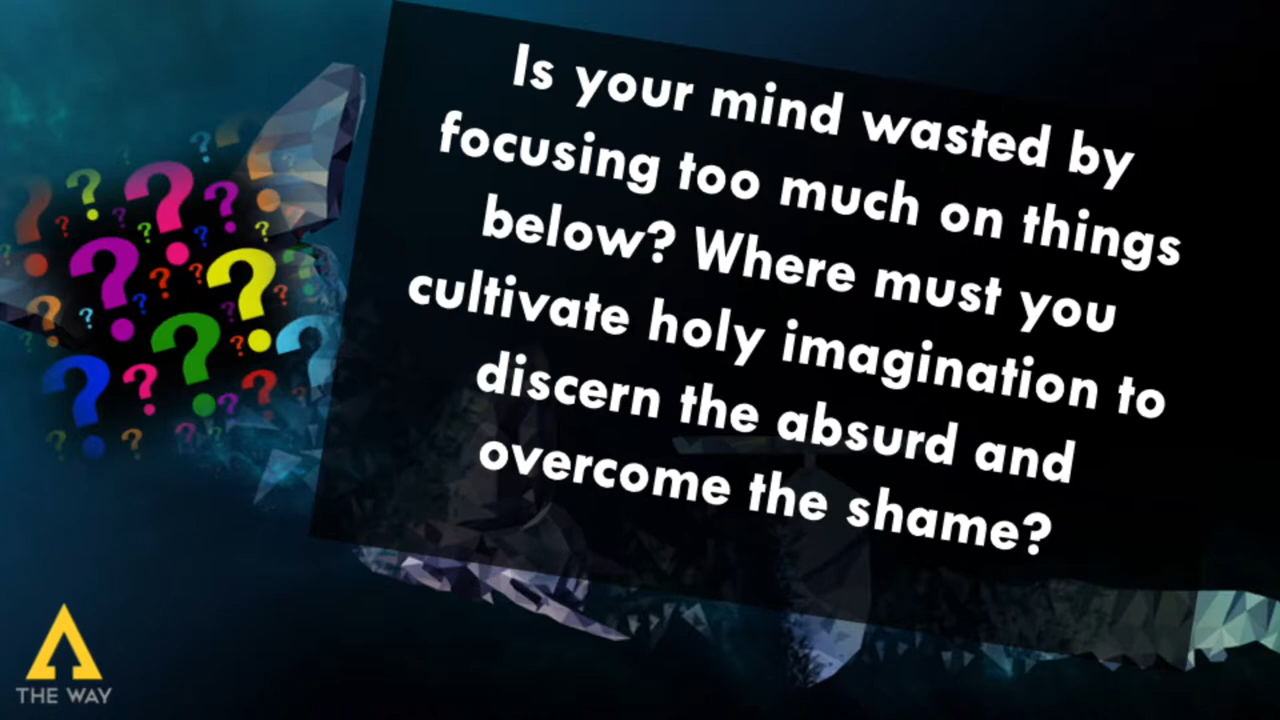 Is your mind wasted by
focusing too much on things
below? Where must you
cultivate holy imagination to
discern the absurd and
overcome the shame?
THE WAY